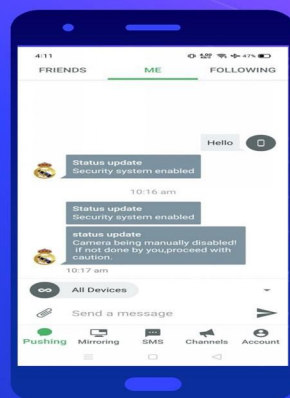 4:11
47%
FRIENDS ME FOLLOWING
Hello
Status update
Security system enabled
10:16 am
Status update
Security system enabled
status update
Camera being manually disabled!
if not done by you,proceed with
caution.
10:17 am
All Devices
Send a message
Pushing Mirroring SMS Channels Account